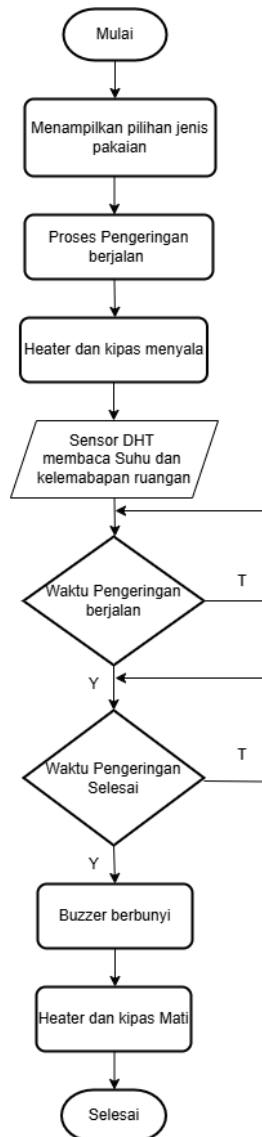 Mulai
Menampilkan pilihan jenis
pakaian
Proses Pengeringan
berjalan
Heater dan kipas menyala
Sensor DHT
membaca Suhu dan
kelemabapan ruangan
Waktu Pengeringan
berjalan
T
Y
Waktu Pengeringan
Selesai
T
Y
Buzzer berbunyi
Heater dan kipas Mati
Selesai